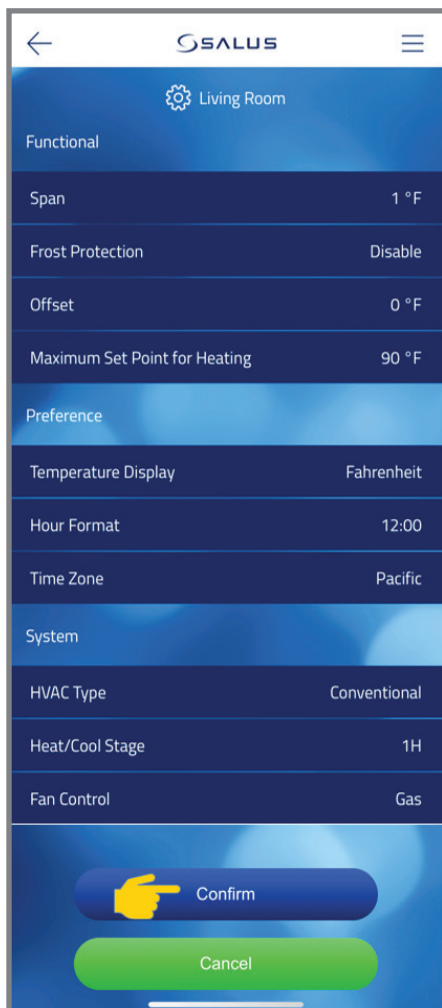 SALUS
Living Room
Functional
Span 1 °F
Frost Protection Disable
Offset 0 °F
Maximum Set Point for Heating 90 °F
Preference
Temperature Display Fahrenheit
Hour Format 12:00
Time Zone Pacific
System
HVAC Type Conventional
Heat/Cool Stage 1H
Fan Control Gas
Confirm
Cancel